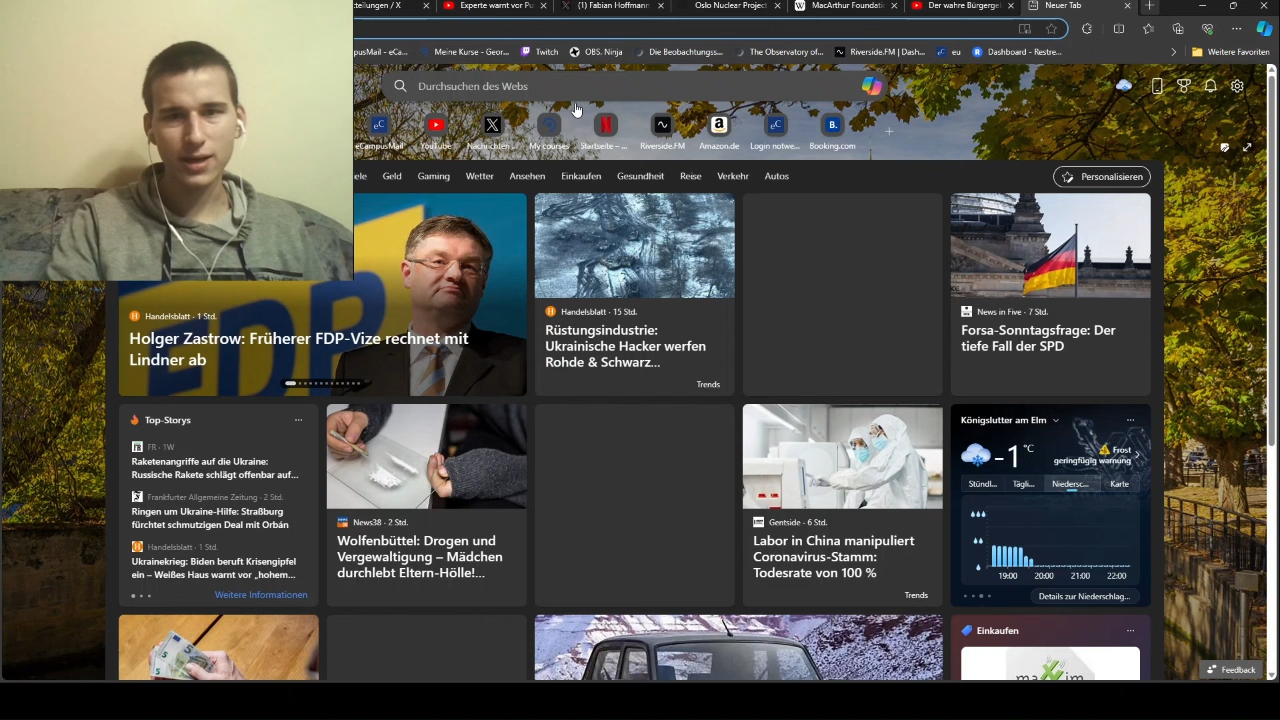 tellungen / X
Experte warnt vor Pu
(1) Fabian Hoffmann
Oslo Nuclear Project
MacArthur Foundation
Der wahre Bürgergel
Neuer Tab
pusMail - eCa...
Meine Kurse - Geor...
Twitch
OBS. Ninja
Die Beobachtungss...
The Observatory of...
Riverside.FM | Dash...
eu
Dashboard - Restre...
Weitere Favoriten
Durchsuchen des Webs
eCampusMail
YouTube
Nachrichten...
My courses
Startseite – ...
Riverside.FM
Amazon.de
Login notwe...
Booking.com
ele
Geld
Gaming
Wetter
Ansehen
Einkaufen
Gesundheit
Reise
Verkehr
Autos
Personalisieren
FDP
Handelsblatt · 1 Std.
Holger Zastrow: Früherer FDP-Vize rechnet mit
Lindner ab
Handelsblatt · 15 Std.
Rüstungsindustrie:
Ukrainische Hacker werfen
Rohde & Schwarz...
Trends
News in Five · 7 Std.
Forsa-Sonntagsfrage: Der
tiefe Fall der SPD
Top-Storys
FR · 1W
Raketenangriffe auf die Ukraine:
Russische Rakete schlägt offenbar auf...
Frankfurter Allgemeine Zeitung · 2 Std.
Ringen um Ukraine-Hilfe: Straßburg
fürchtet schmutzigen Deal mit Orbán
Handelsblatt · 1 Std.
Ukrainekrieg: Biden beruft Krisengipfel
ein – Weißes Haus warnt vor „hohem...
Weitere Informationen
News38 · 2 Std.
Wolfenbüttel: Drogen und
Vergewaltigung – Mädchen
durchlebt Eltern-Hölle!...
Gentside · 6 Std.
Labor in China manipuliert
Coronavirus-Stamm:
Todesrate von 100 %
Trends
Königslutter am Elm
-1 °C
Frost
geringfügig warnung
Stündl...
Tägli...
Niedersc...
Karte
19:00
20:00
21:00
22:00
Details zur Niederschlag...
Einkaufen
Feedback